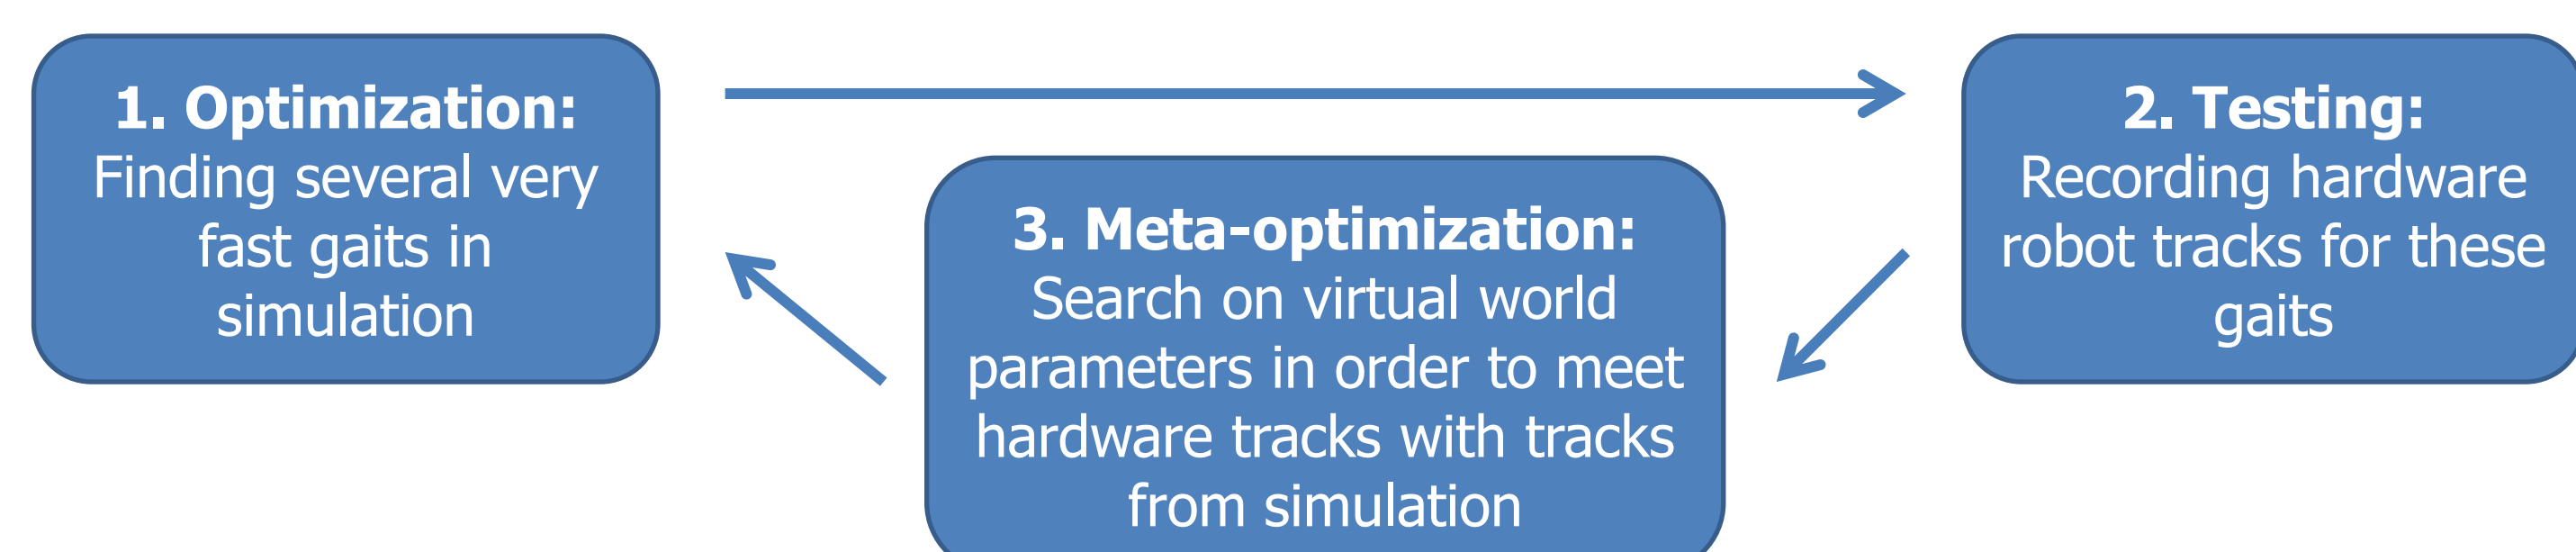 1. Optimization:
Finding several very
fast gaits in
simulation
2. Testing:
Recording hardware
robot tracks for these
gaits
3. Meta-optimization:
Search on virtual world
parameters in order to meet
hardware tracks with tracks
from simulation